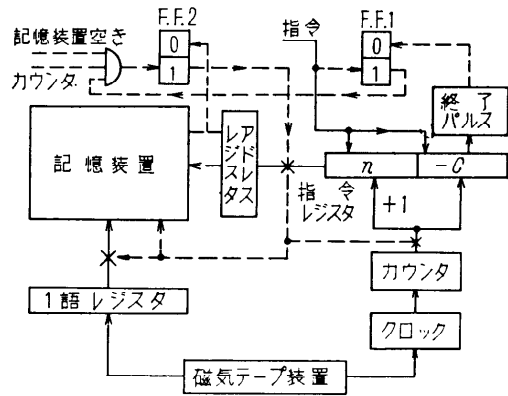 F.F.2
指令
F.F.1
記憶装置空き
0
1
0
1
カウンタ
終了
パルス
記憶装置
アドレス
レジスタ
n
-C
指令
レジスタ
+1
カウンタ
1語レジスタ
クロック
磁気テープ装置